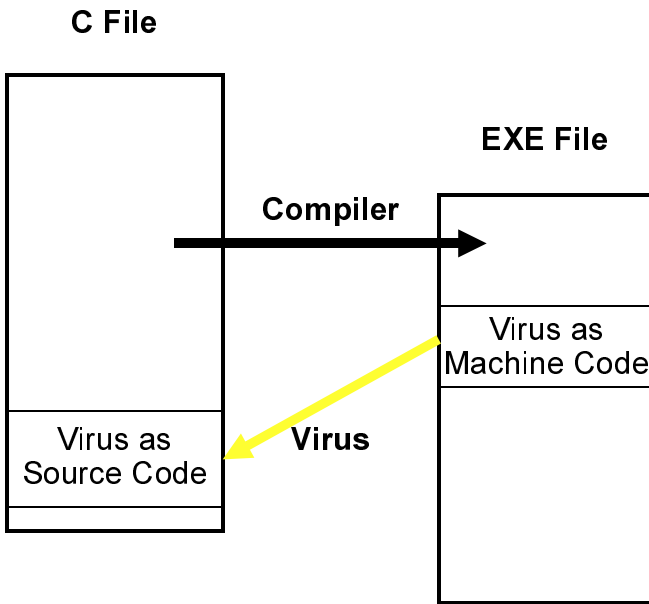 C File
EXE File
Compiler
Virus as
Machine Code
Virus
Virus as
Source Code